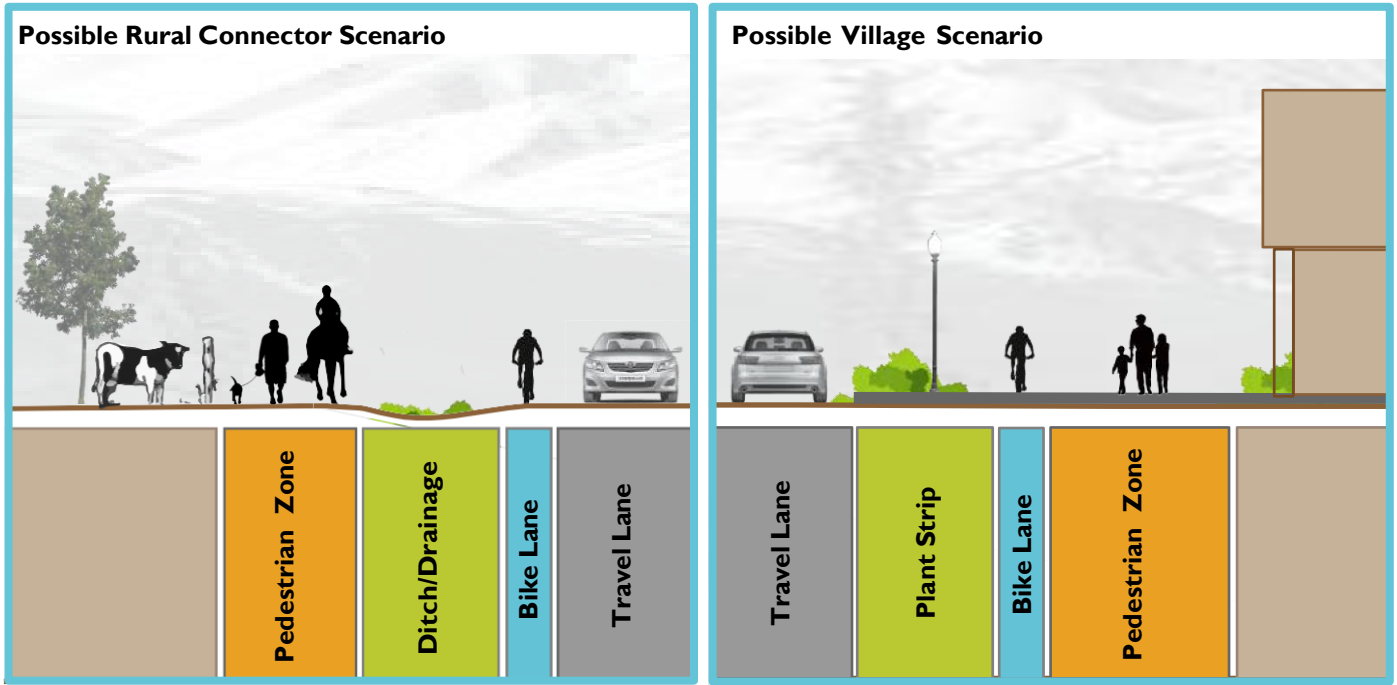 Possible Rural Connector Scenario
Pedestrian Zone
Ditch/Drainage
Bike Lane
Travel Lane
Possible Village Scenario
Travel Lane
Plant Strip
Bike Lane
Pedestrian Zone